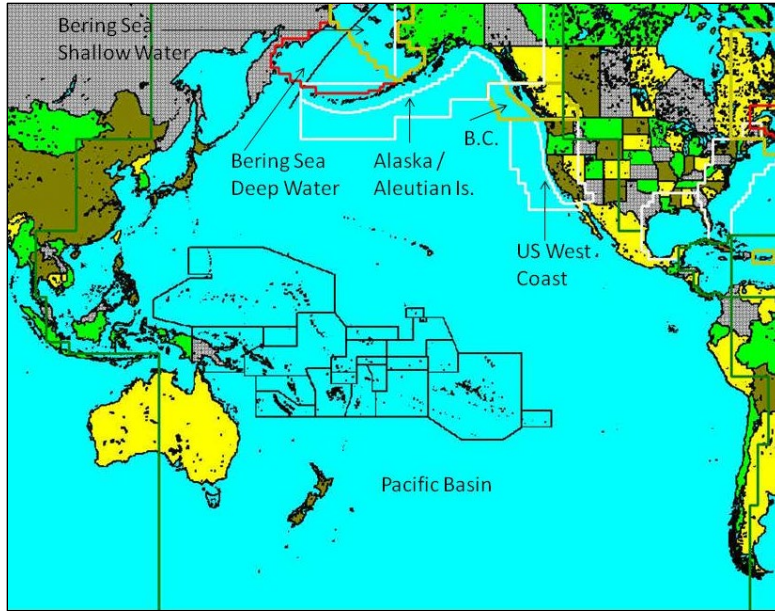 Bering Sea
Shallow Water
Bering Sea
Deep Water
Alaska /
Aleutian Is.
B.C.
US West
Coast
Pacific Basin